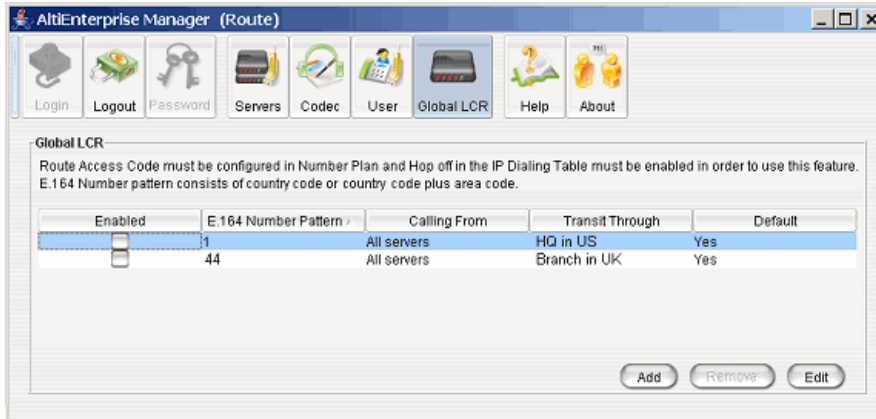 AltiEnterprise Manager (Route)
Login Logout Password Servers Codec User Global LCR Help About
Global LCR
Route Access Code must be configured in Number Plan and Hop off in the IP Dialing Table must be enabled in order to use this feature.
E.164 Number pattern consists of country code or country code plus area code.
Enabled E.164 Number Pattern Calling From Transit Through Default
1 All servers HQ in US Yes
44 All servers Branch in UK Yes
Add Remove Edit